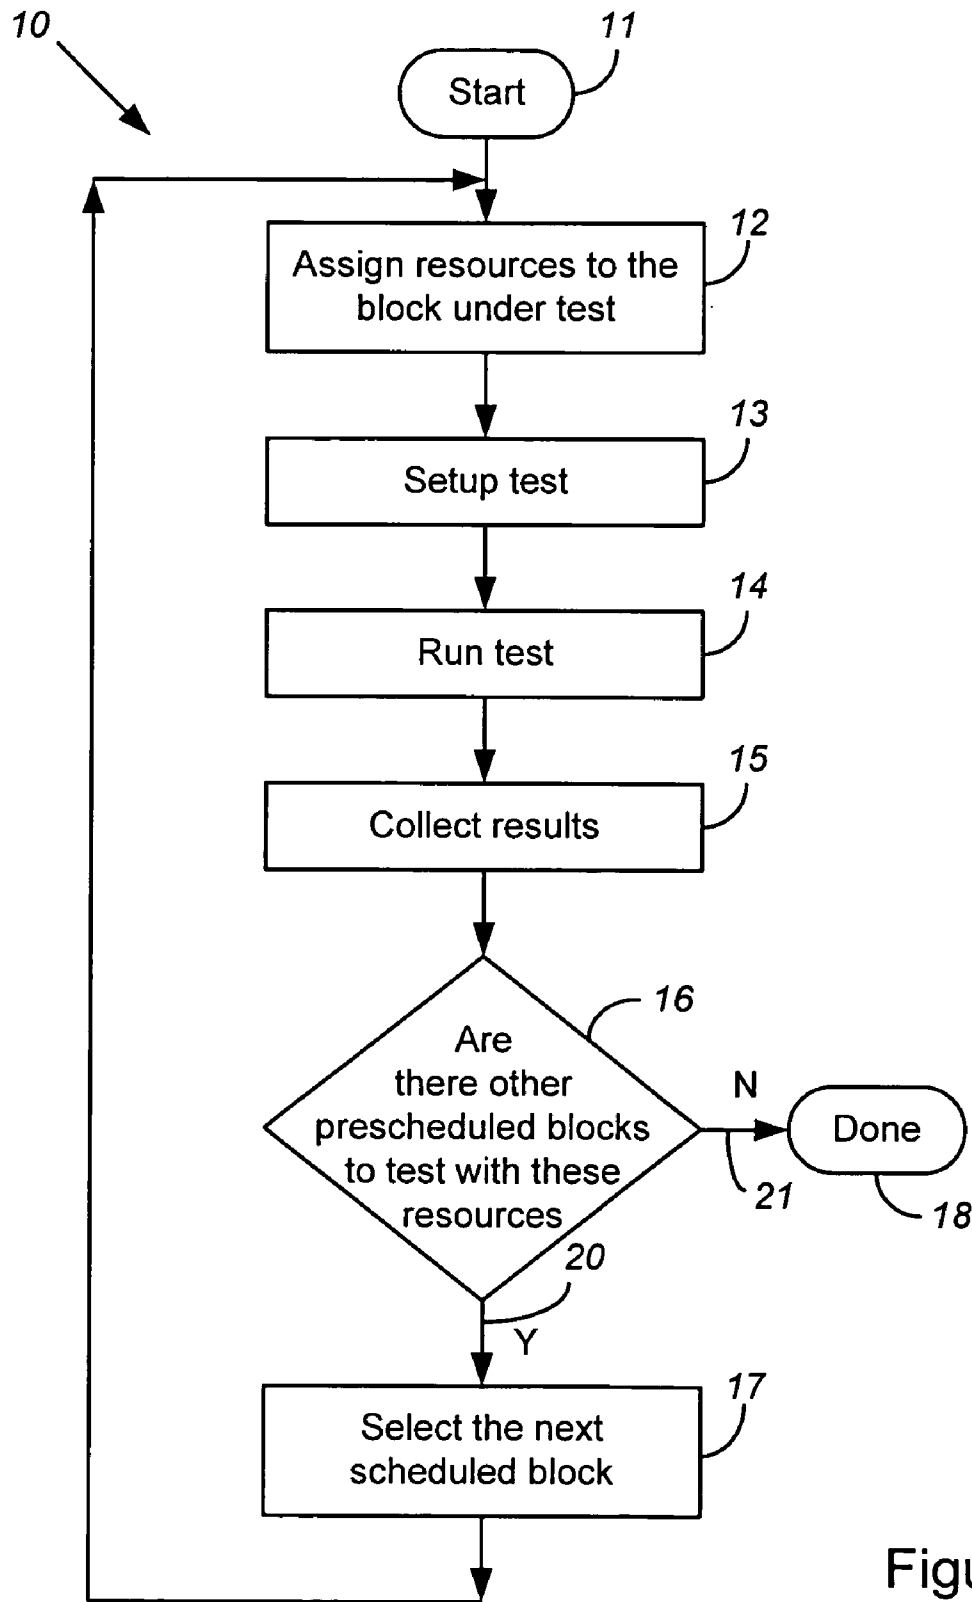 10
11
Start
12
Assign resources to the
block under test
13
Setup test
14
Run test
15
Collect results
16
Are
there other
prescheduled blocks
to test with these
resources
N
Done
21
18
20
Y
17
Select the next
scheduled block